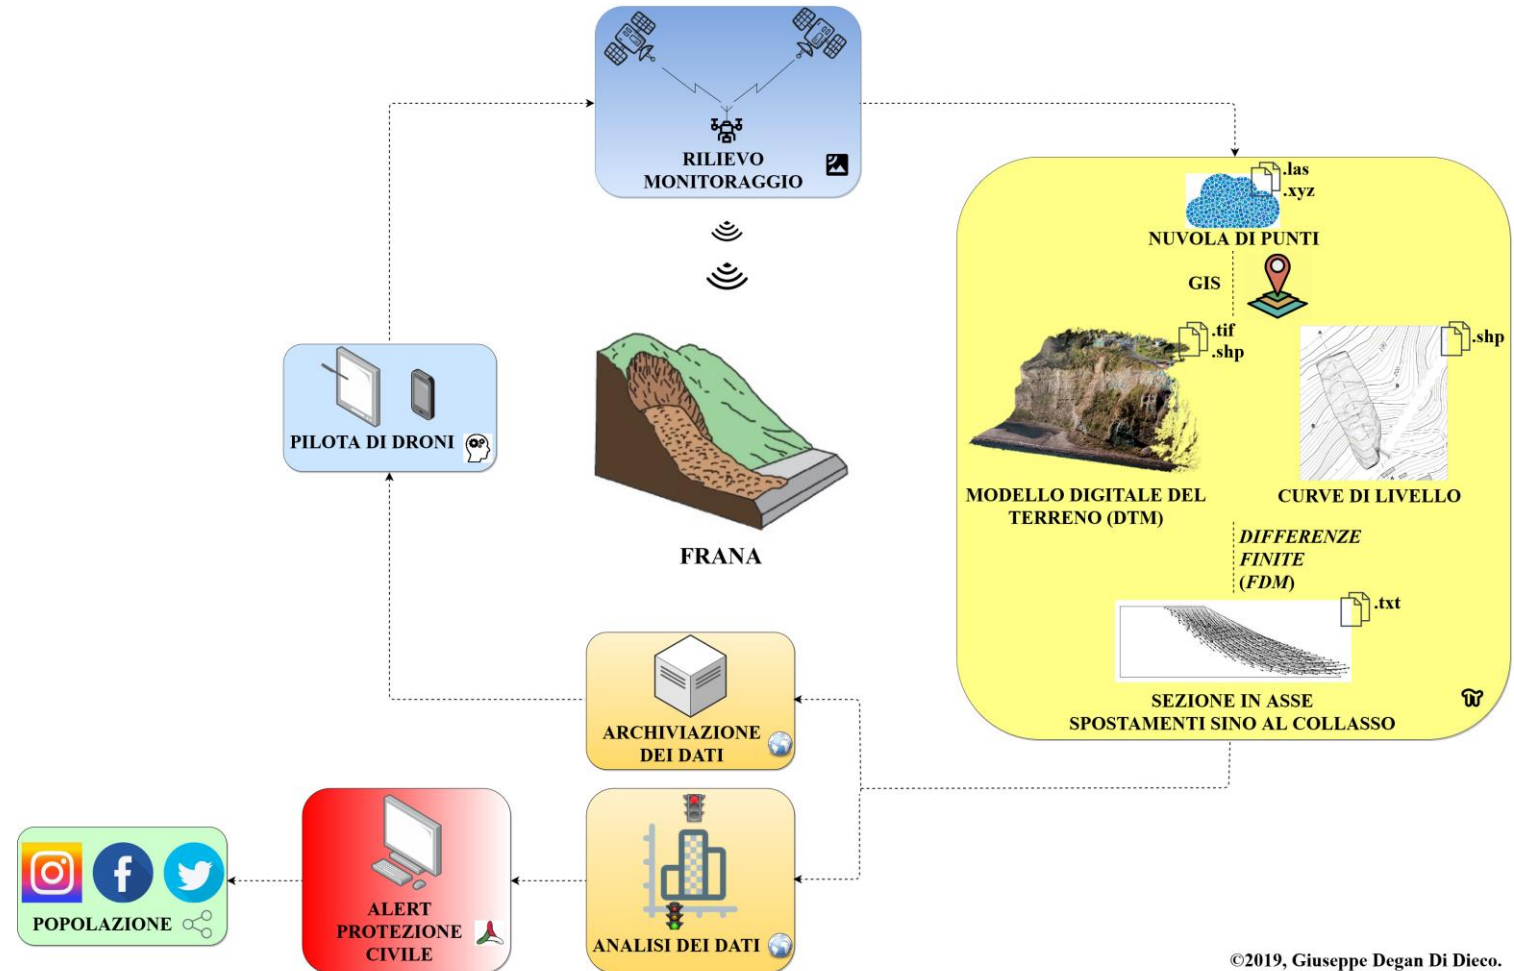 RILIEVO
MONITORAGGIO
.las
.xyz
NUVOLA DI PUNTI
GIS
.tif
.shp
.shp
MODELLO DIGITALE DEL
TERRENO (DTM)
CURVE DI LIVELLO
DIFFERENZE
FINITE
(FDM)
.txt
SEZIONE IN ASSE
SPOSTAMENTI SINO AL COLLASSO
PILOTA DI DRONI
FRANA
ARCHIVIAZIONE
DEI DATI
ANALISI DEI DATI
ALERT
PROTEZIONE
CIVILE
POPOLAZIONE
©2019, Giuseppe Degan Di Dieco.